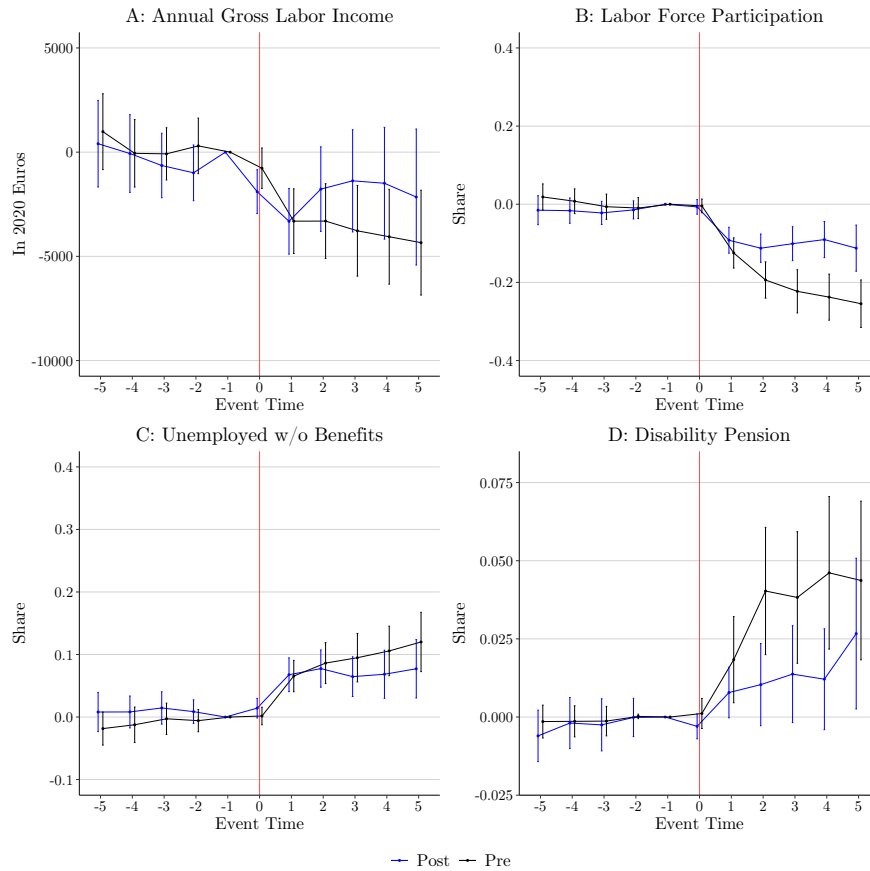 A: Annual Gross Labor Income
In 2020 Euros
5000
0
-5000
-10000
-5 -4 -3 -2 -1 0 1 2 3 4 5
Event Time
B: Labor Force Participation
Share
0.4
0.2
0.0
-0.2
-0.4
-5 -4 -3 -2 -1 0 1 2 3 4 5
Event Time
C: Unemployed w/o Benefits
Share
0.4
0.3
0.2
0.1
0.0
-0.1
-5 -4 -3 -2 -1 0 1 2 3 4 5
Event Time
D: Disability Pension
Share
0.075
0.050
0.025
0.000
-0.025
-5 -4 -3 -2 -1 0 1 2 3 4 5
Event Time
Post Pre